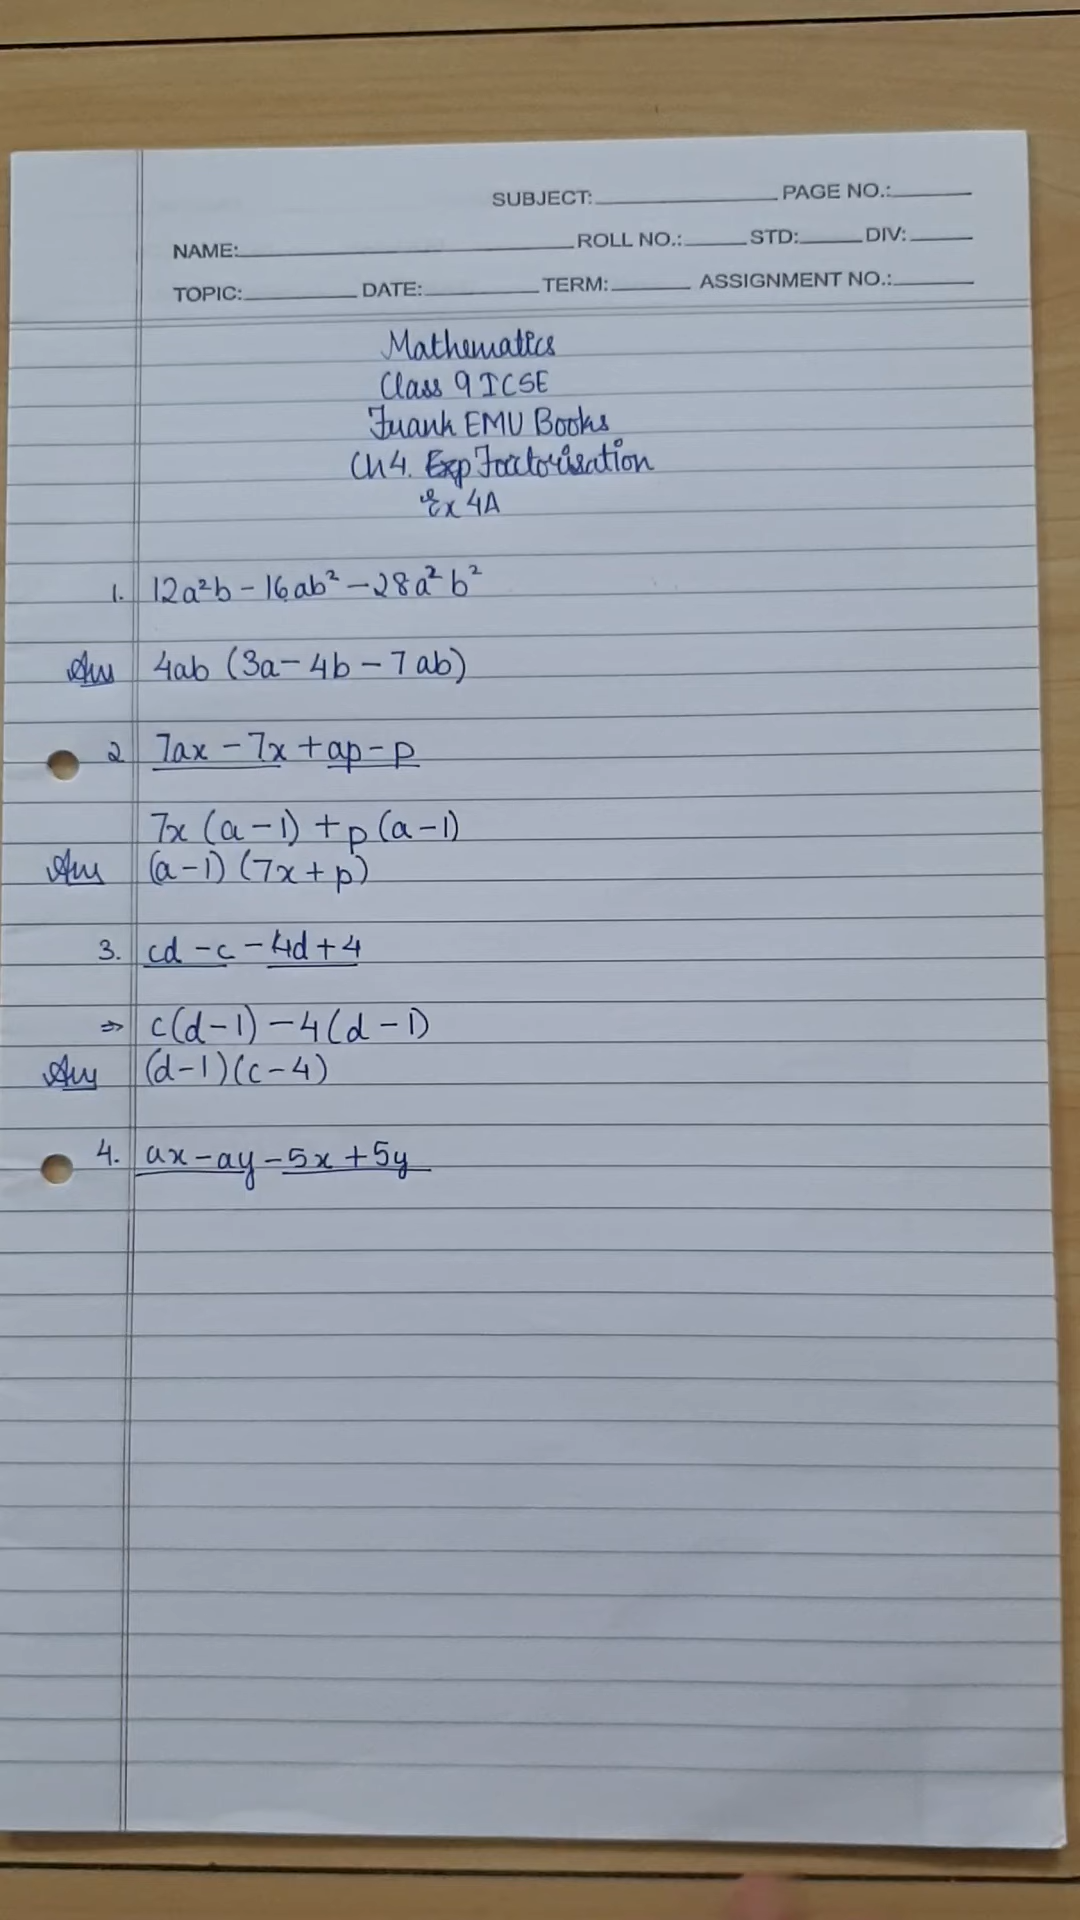 SUBJECT: PAGE NO.:
NAME: ROLL NO.: STD: DIV:
TOPIC: DATE: TERM: ASSIGNMENT NO.:
Mathematics
Class 9 ICSE
Frank EMU Books
Ch 4. Exp Factorisation
Ex 4A
1. 12a²b - 16ab² - 28a²b²
Ans 4ab (3a - 4b - 7ab)
2 7ax - 7x + ap - p
7x (a - 1) + p (a - 1)
Ans (a - 1) (7x + p)
3. cd - c - 4d + 4
⇒ c(d - 1) - 4(d - 1)
Ans (d - 1)(c - 4)
4. ax - ay - 5x + 5y